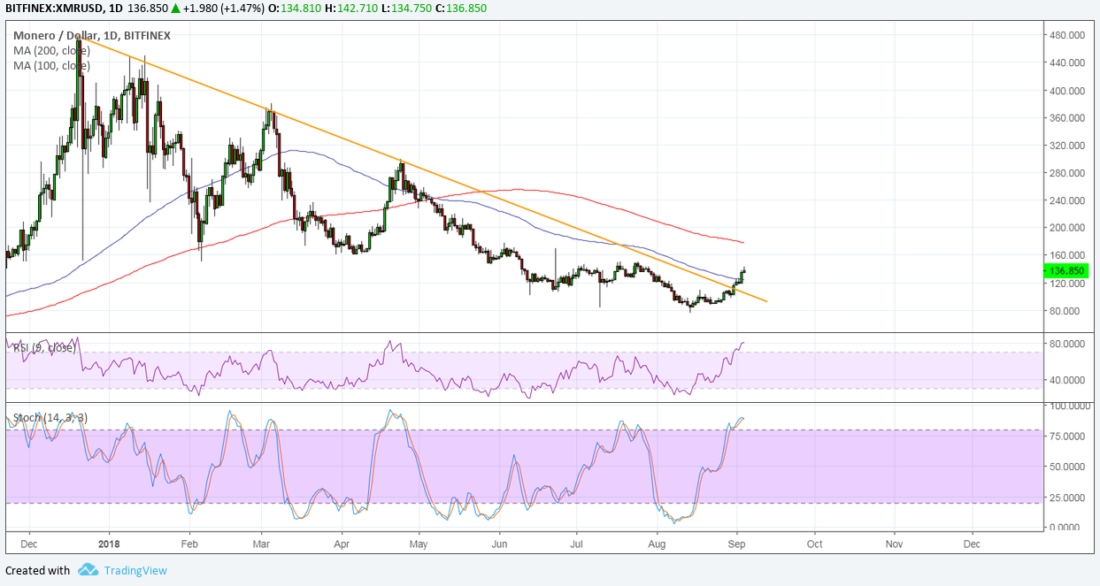 BITFINEX:XMRUSD, 1D 136.850 ▲ +1.980 (+1.47%) O:134.810 H:142.710 L:134.750 C:136.850
Monero / Dollar, 1D, BITFINEX
MA (200, close)
MA (100, close)
480.000
440.000
400.000
360.000
320.000
280.000
240.000
200.000
160.000
136.850
120.000
80.000
RSI (9, close)
80.0000
40.0000
Stoch (14, 3, 3)
100.0000
75.0000
50.0000
25.0000
0.0000
Dec 2018 Feb Mar Apr May Jun Jul Aug Sep Oct Nov Dec
Created with TradingView